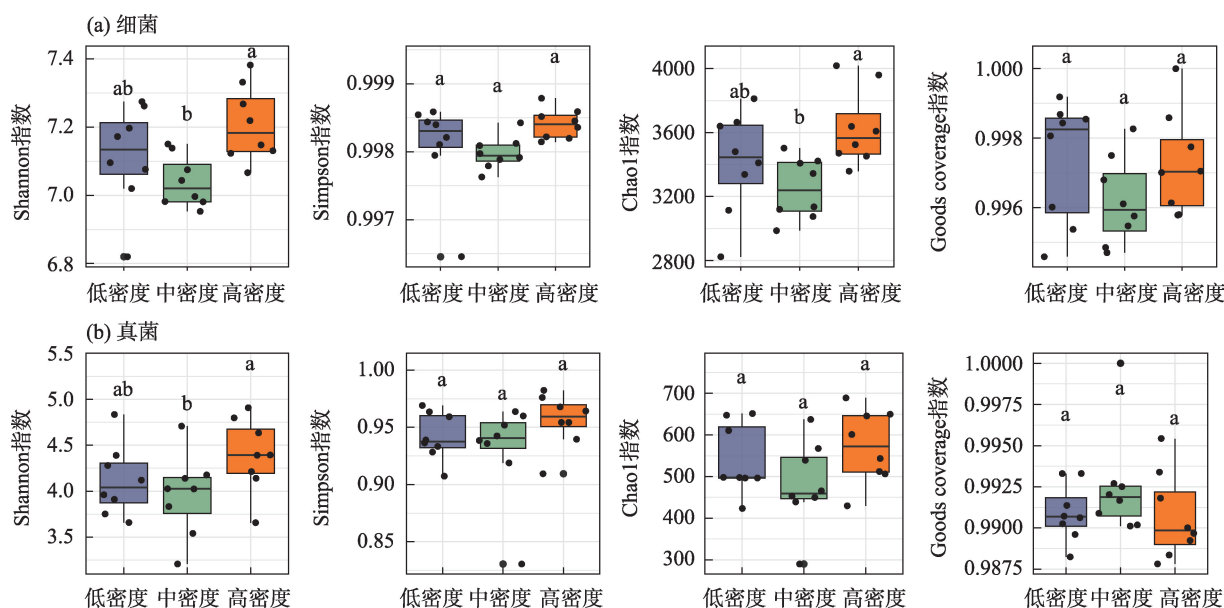 (a) 细菌
Shannon指数
7.4
7.2
7.0
6.8
ab
b
a
低密度 中密度 高密度
Simpson指数
0.999
0.998
0.997
a
a
a
低密度 中密度 高密度
Chao1指数
4000
3600
3200
2800
ab
b
a
低密度 中密度 高密度
Goods coverage指数
1.000
0.998
0.996
a
a
a
低密度 中密度 高密度
(b) 真菌
Shannon指数
5.5
5.0
4.5
4.0
3.5
ab
b
a
低密度 中密度 高密度
Simpson指数
1.00
0.95
0.90
0.85
a
a
a
低密度 中密度 高密度
Chao1指数
700
600
500
400
300
a
a
a
低密度 中密度 高密度
Goods coverage指数
1.0000
0.9975
0.9950
0.9925
0.9900
0.9875
a
a
a
低密度 中密度 高密度